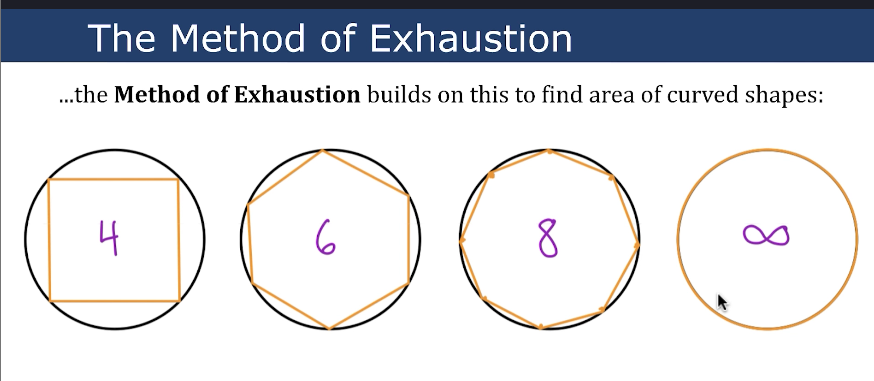 The Method of Exhaustion
...the Method of Exhaustion builds on this to find area of curved shapes:
4 6 8 ∞